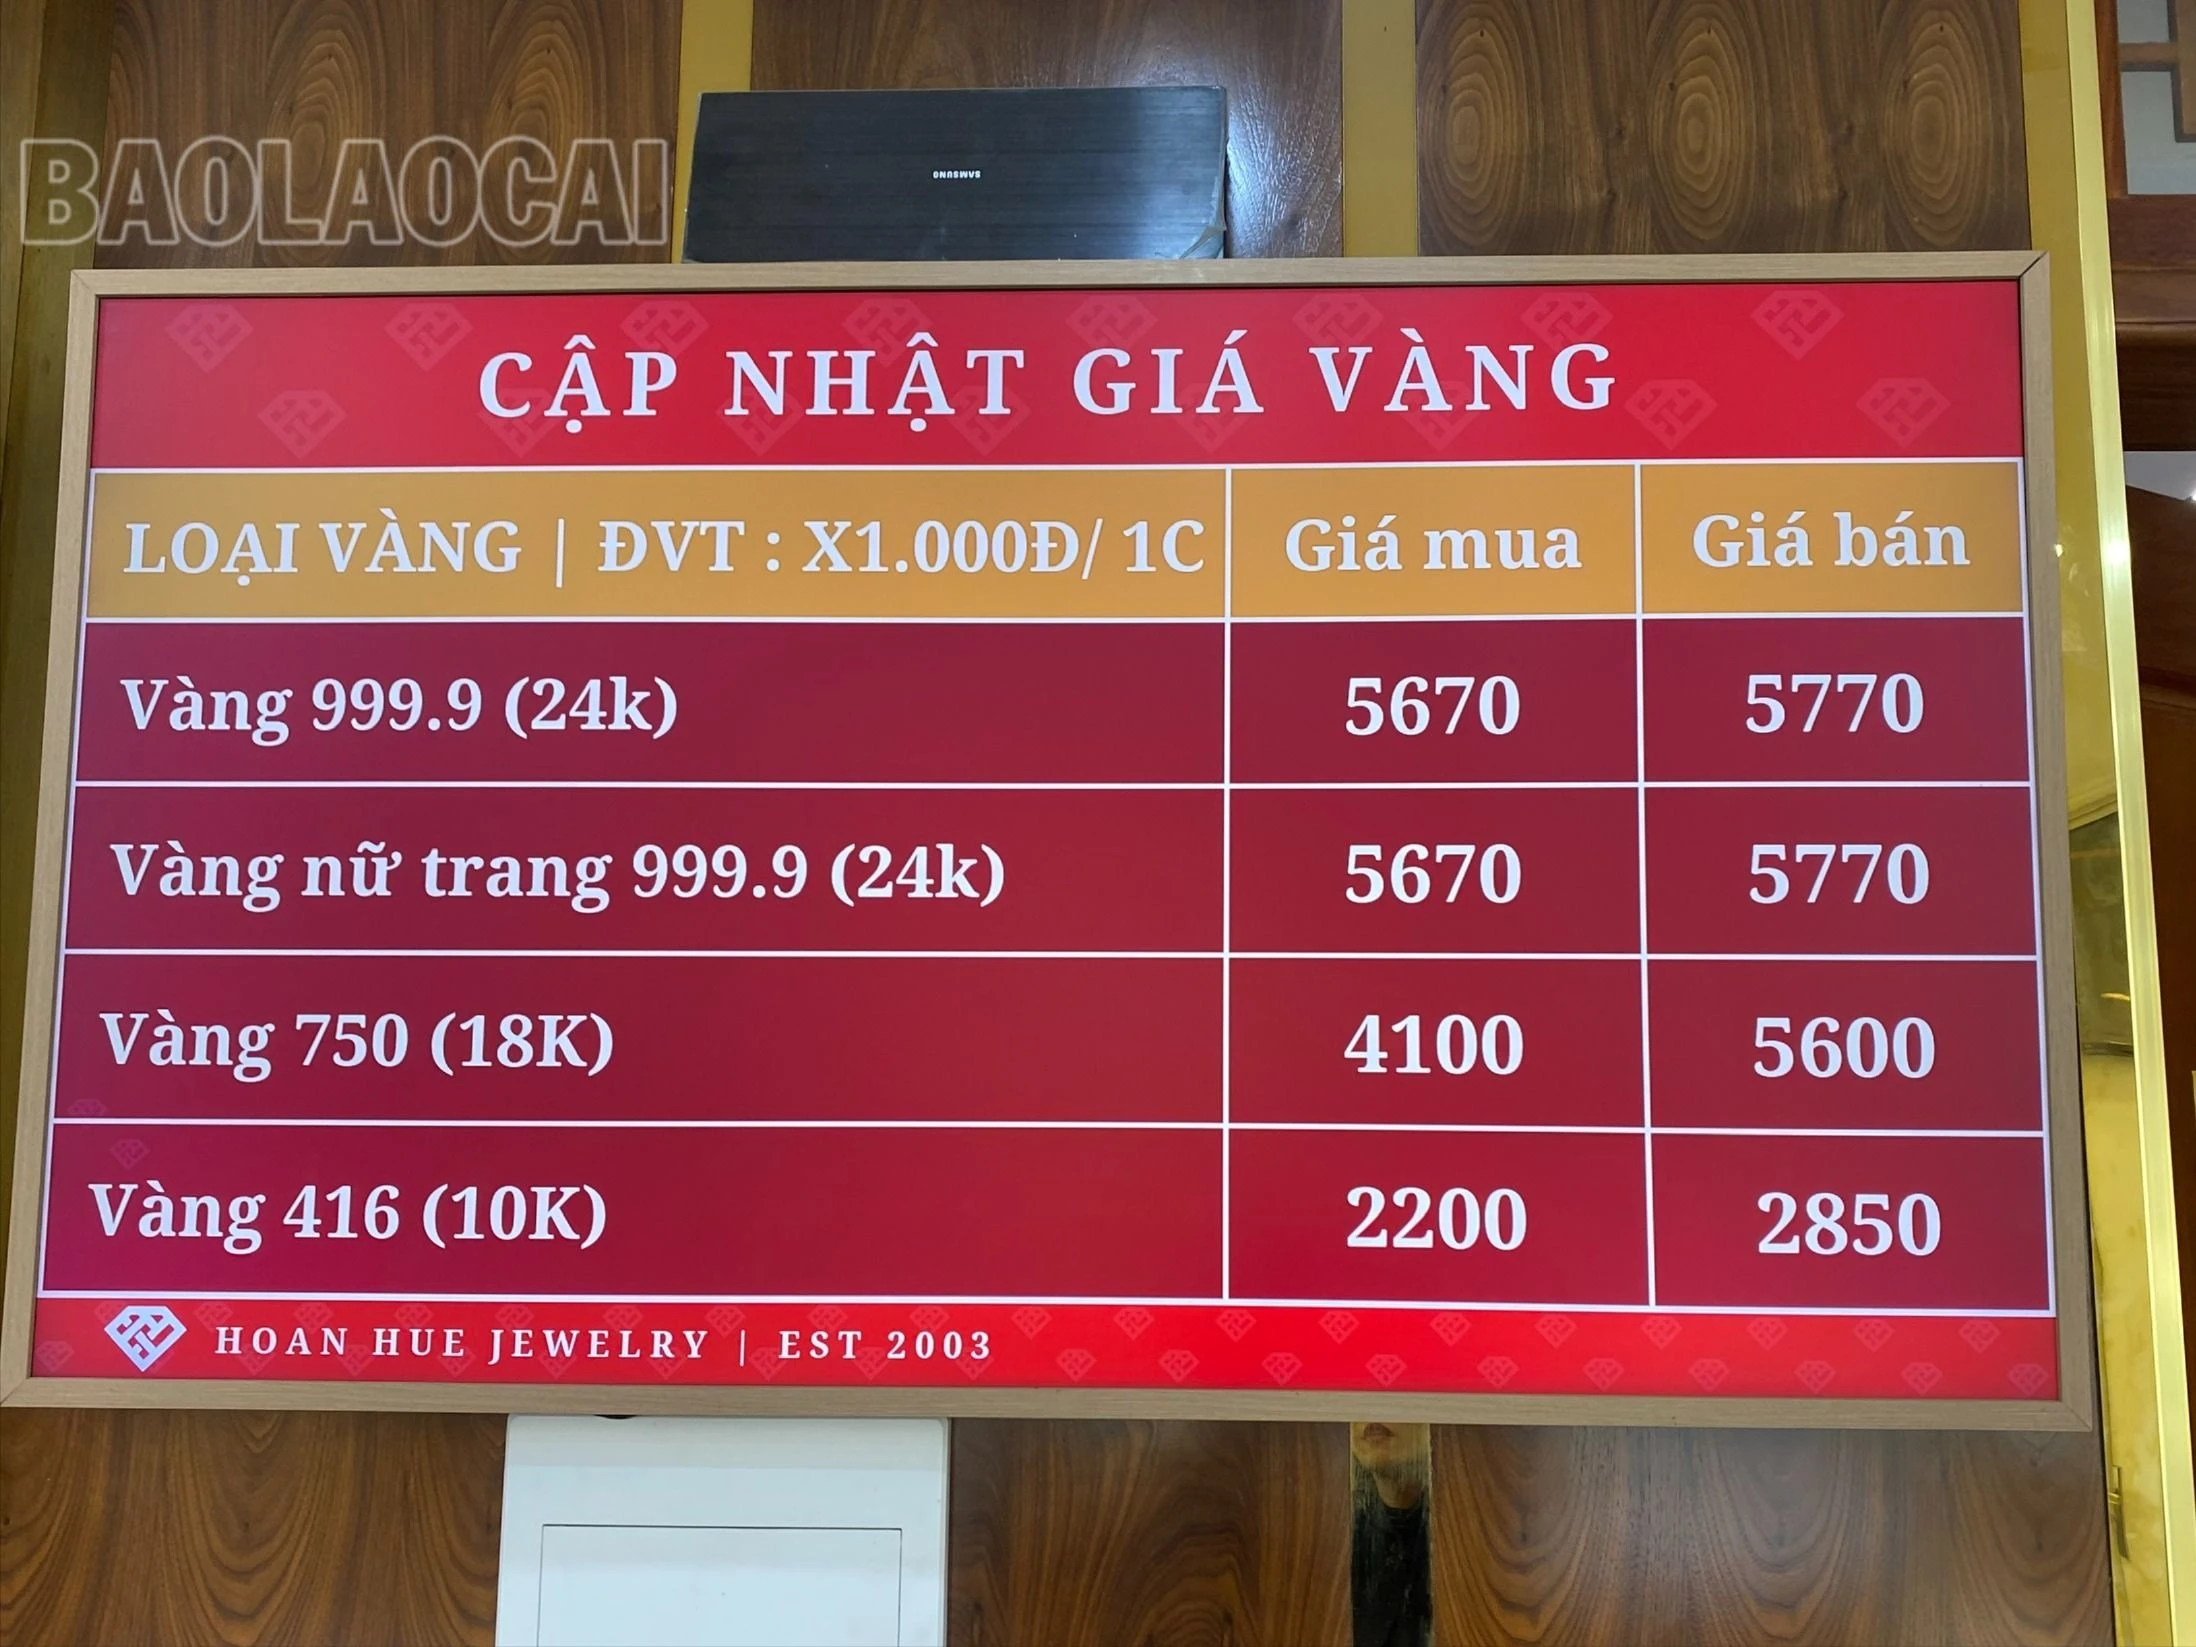 BAOLAOCAI
SAMSUNG
CẬP NHẬT GIÁ VÀNG
LOẠI VÀNG | ĐVT : X1.000Đ/ 1C Giá mua Giá bán
Vàng 999.9 (24k) 5670 5770
Vàng nữ trang 999.9 (24k) 5670 5770
Vàng 750 (18K) 4100 5600
Vàng 416 (10K) 2200 2850
HOAN HUE JEWELRY | EST 2003